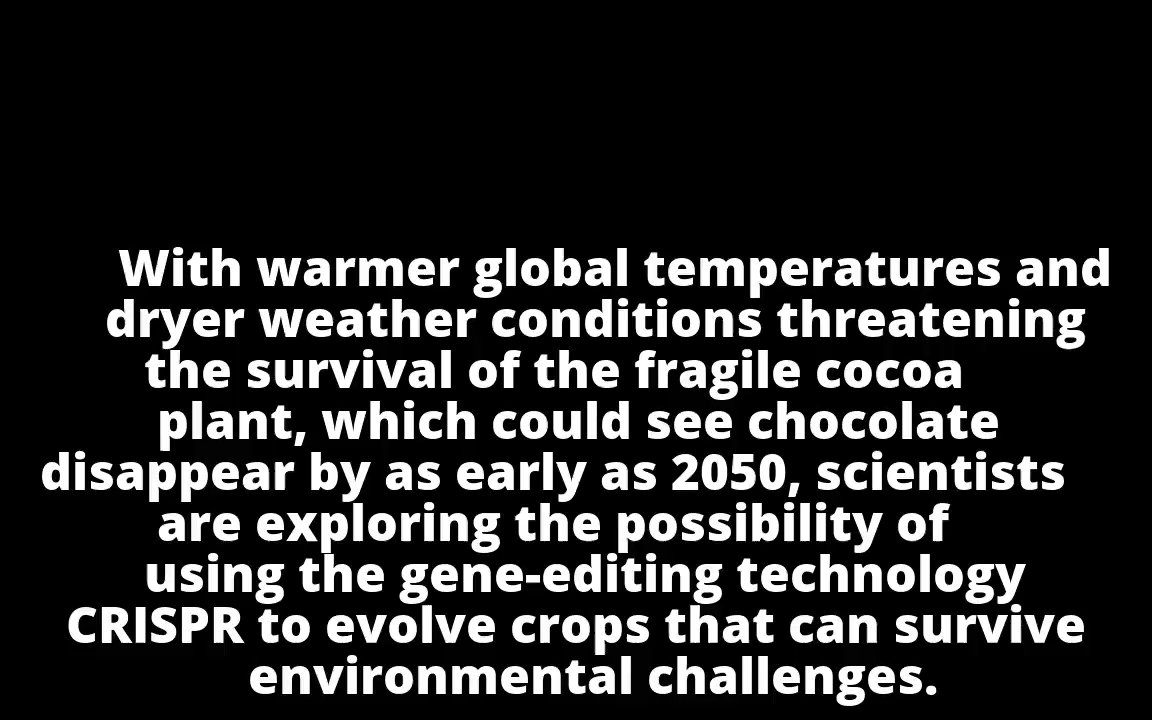 With warmer global temperatures and
dryer weather conditions threatening
the survival of the fragile cocoa
plant, which could see chocolate
disappear by as early as 2050, scientists
are exploring the possibility of
using the gene-editing technology
CRISPR to evolve crops that can survive
environmental challenges.